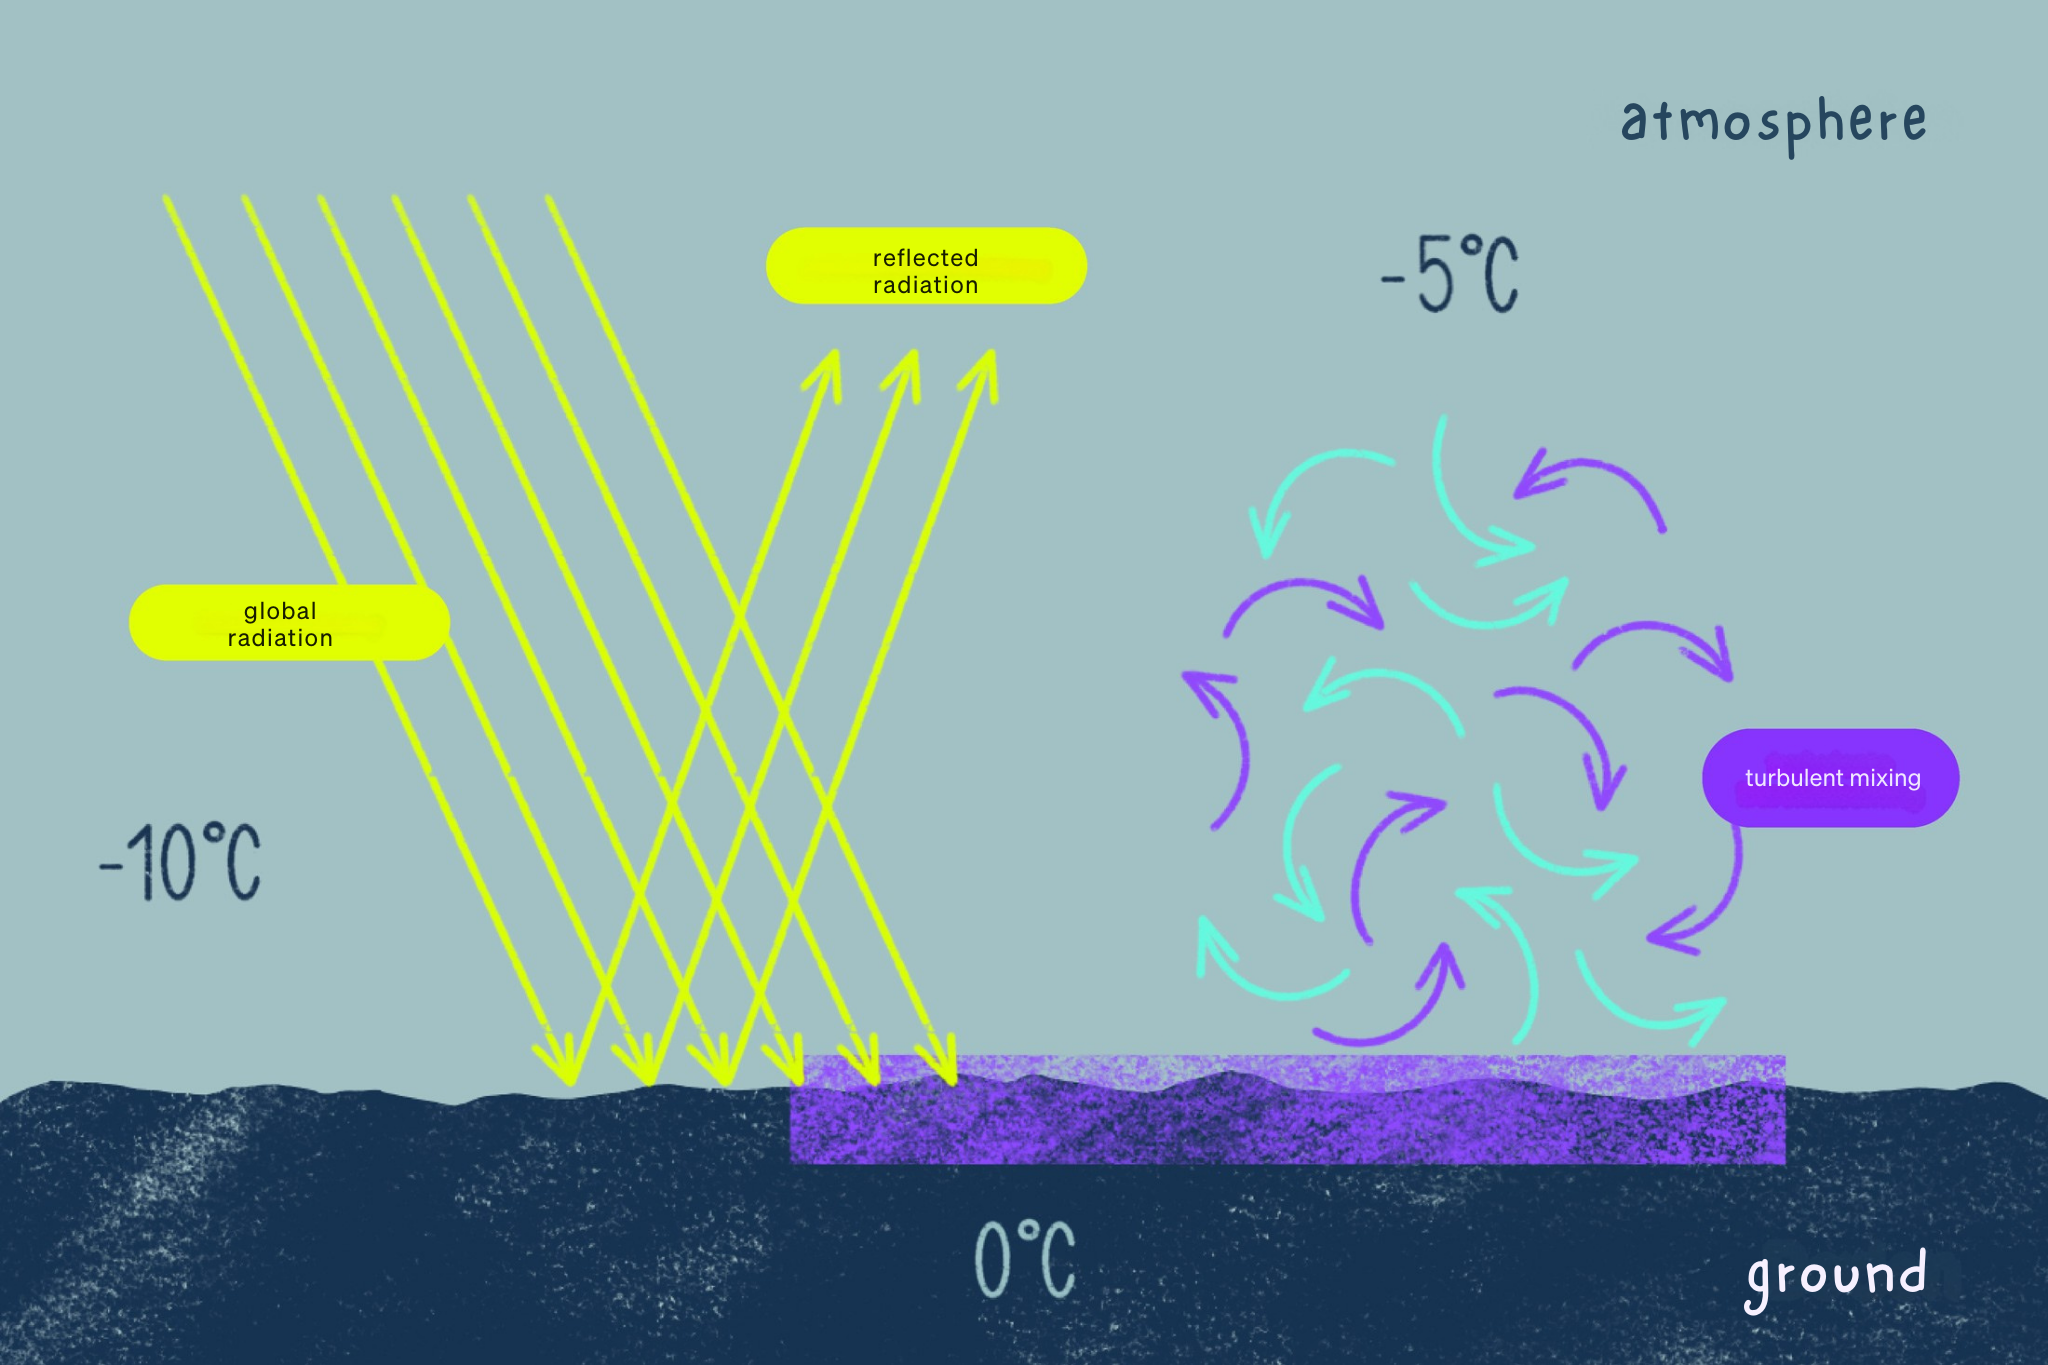 atmosphere
reflected
radiation
-5°C
global
radiation
turbulent mixing
-10°C
0°C
ground